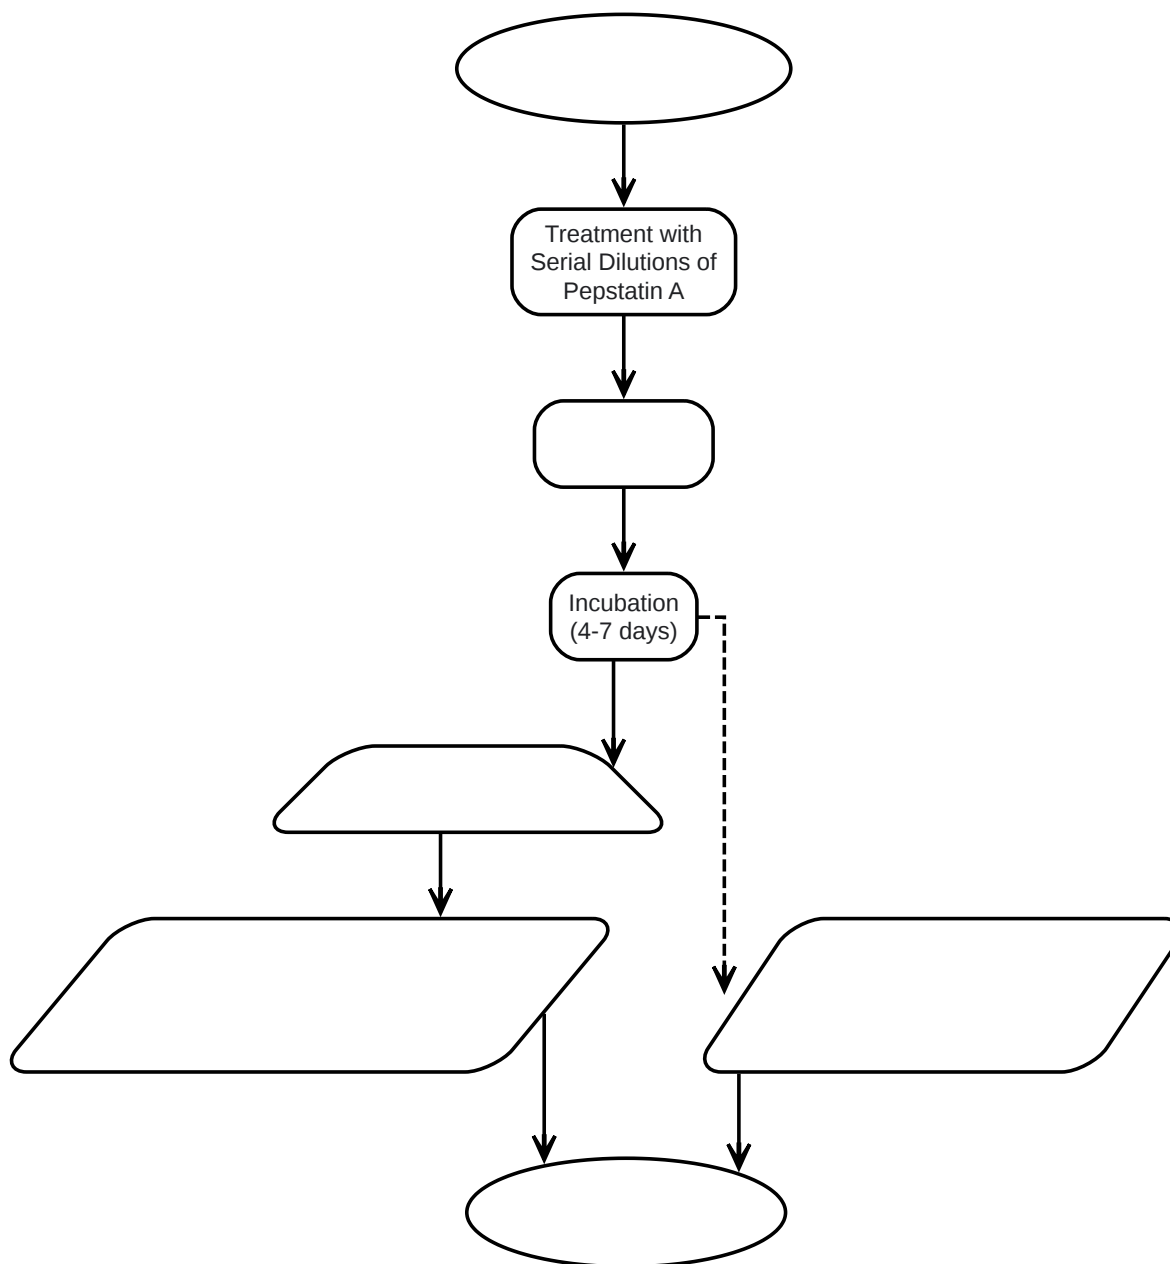 Treatment with
Serial Dilutions of
Pepstatin A
Incubation
(4-7 days)